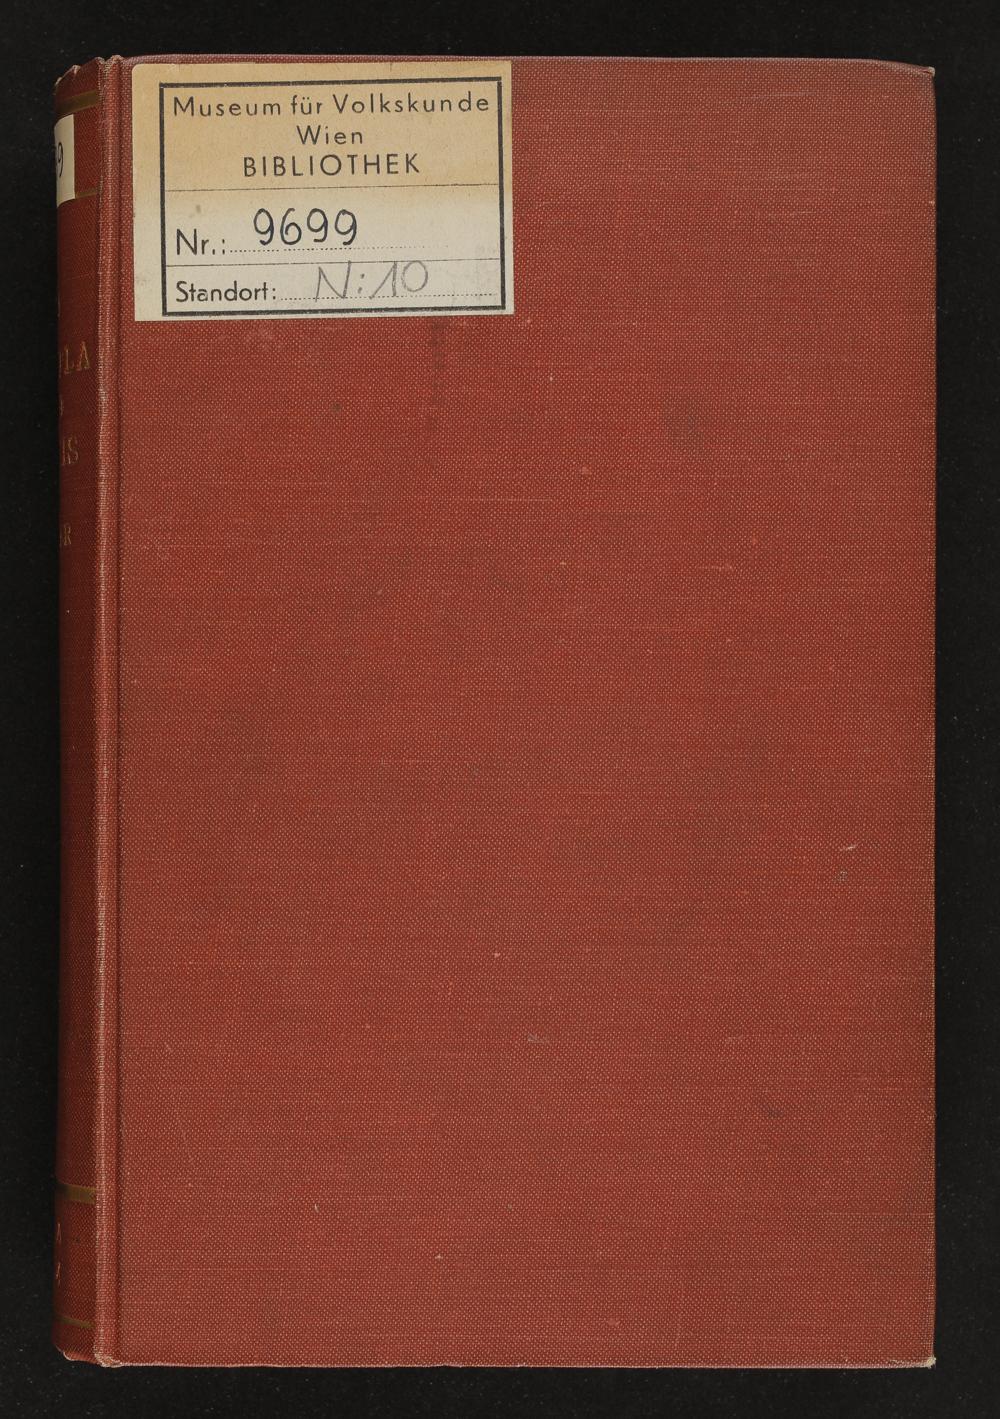 Museum für Volkskunde
Wien
BIBLIOTHEK
Nr.: 9699
Standort: N:10